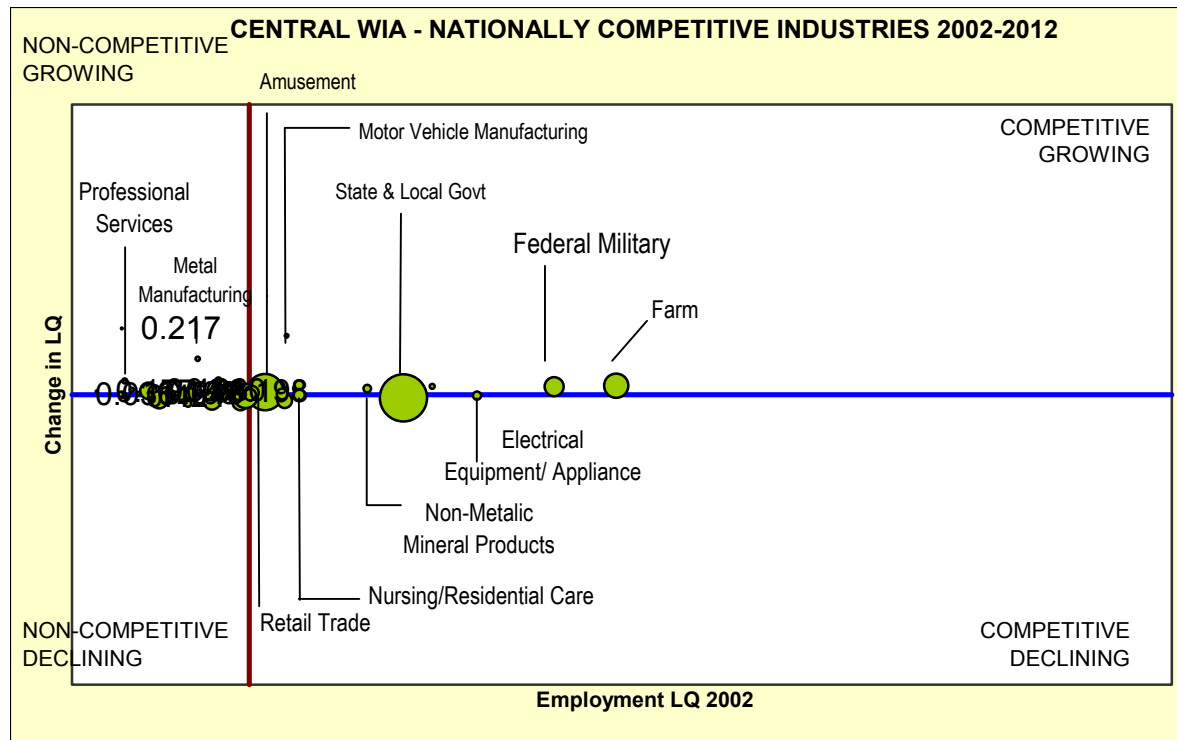 CENTRAL WIA - NATIONALLY COMPETITIVE INDUSTRIES 2002-2012
NON-COMPETITIVE
GROWING
Amusement
Motor Vehicle Manufacturing
COMPETITIVE
GROWING
Professional
Services
State & Local Govt
Federal Military
Metal
Manufacturing
0.217
Farm
Change in LQ
Electrical
Equipment/ Appliance
Non-Metalic
Mineral Products
Nursing/Residential Care
Retail Trade
NON-COMPETITIVE
DECLINING
COMPETITIVE
DECLINING
Employment LQ 2002